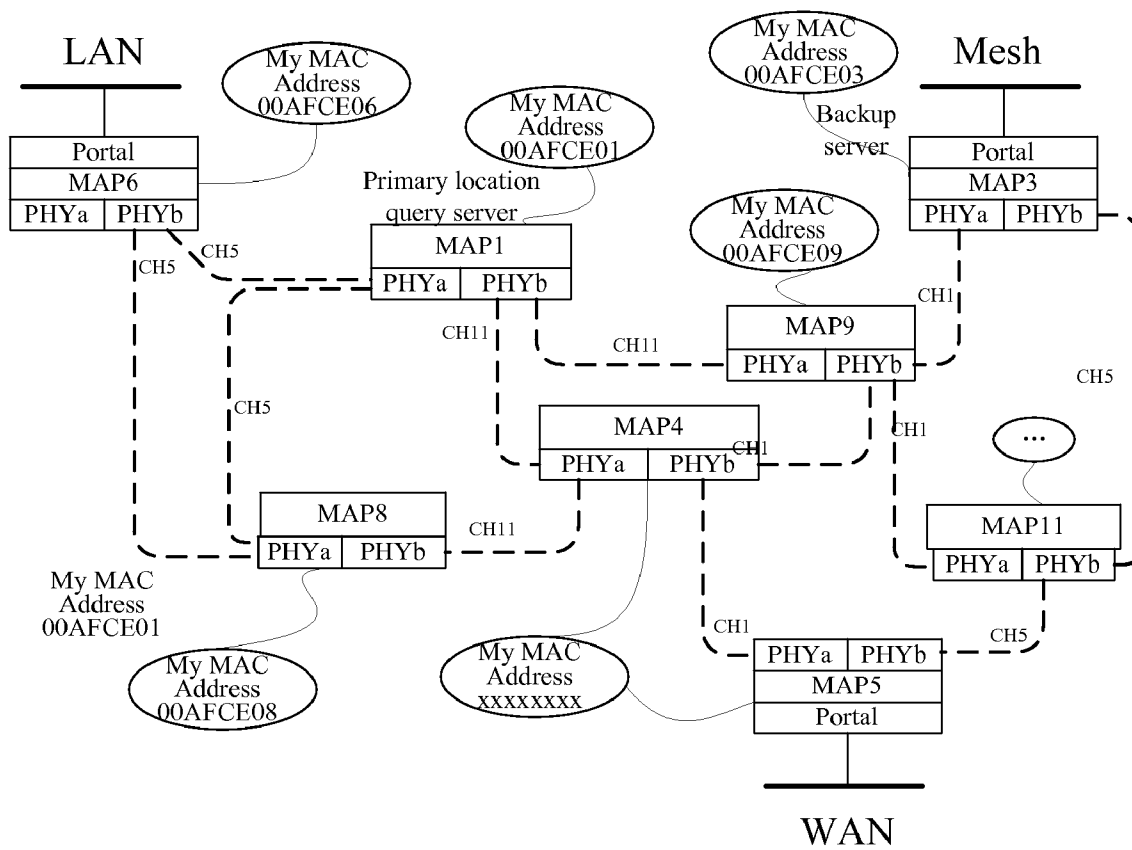 LAN
My MAC
Address
00AFCE06
My MAC
Address
00AFCE01
My MAC
Address
00AFCE03
Mesh
Backup
server
Portal
MAP6
PHYa PHYb
Primary location
query server
MAP1
PHYa PHYb
Portal
MAP3
PHYa PHYb
My MAC
Address
00AFCE09
CH5
CH5
CH11
CH11
CH1
MAP9
PHYa PHYb
CH5
CH5
MAP4
PHYa PHYb
CH1
CH1
...
MAP8
PHYa PHYb
CH11
MAP11
PHYa PHYb
My MAC
Address
00AFCE01
My MAC
Address
00AFCE08
My MAC
Address
xxxxxxxx
CH1
CH5
PHYa PHYb
MAP5
Portal
WAN